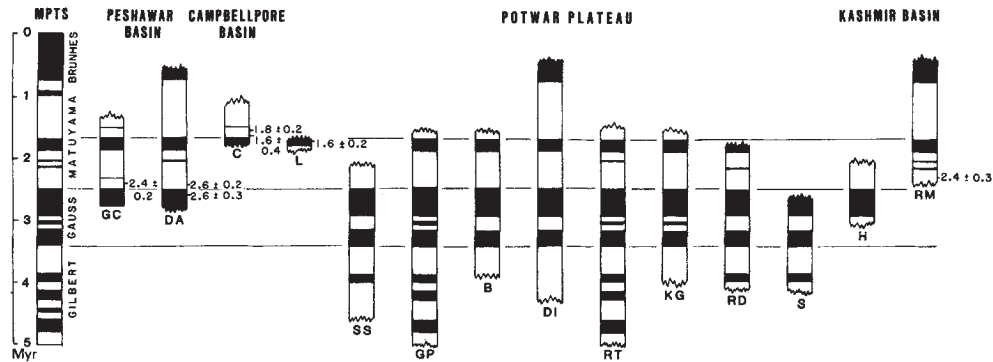 MPTS PESHAWAR BASIN CAMPBELLPORE BASIN POTWAR PLATEAU KASHMIR BASIN
0
1
2
3
4
5
Myr
BRUNHES
MATUYAMA
GAUSS
GILBERT
GC
2.4 ± 0.2
DA
2.6 ± 0.2
2.6 ± 0.3
C
1.8 ± 0.2
1.6 ± 0.4
L
1.6 ± 0.2
SS
GP
B
DI
RT
KG
RD
S
H
RM
2.4 ± 0.3